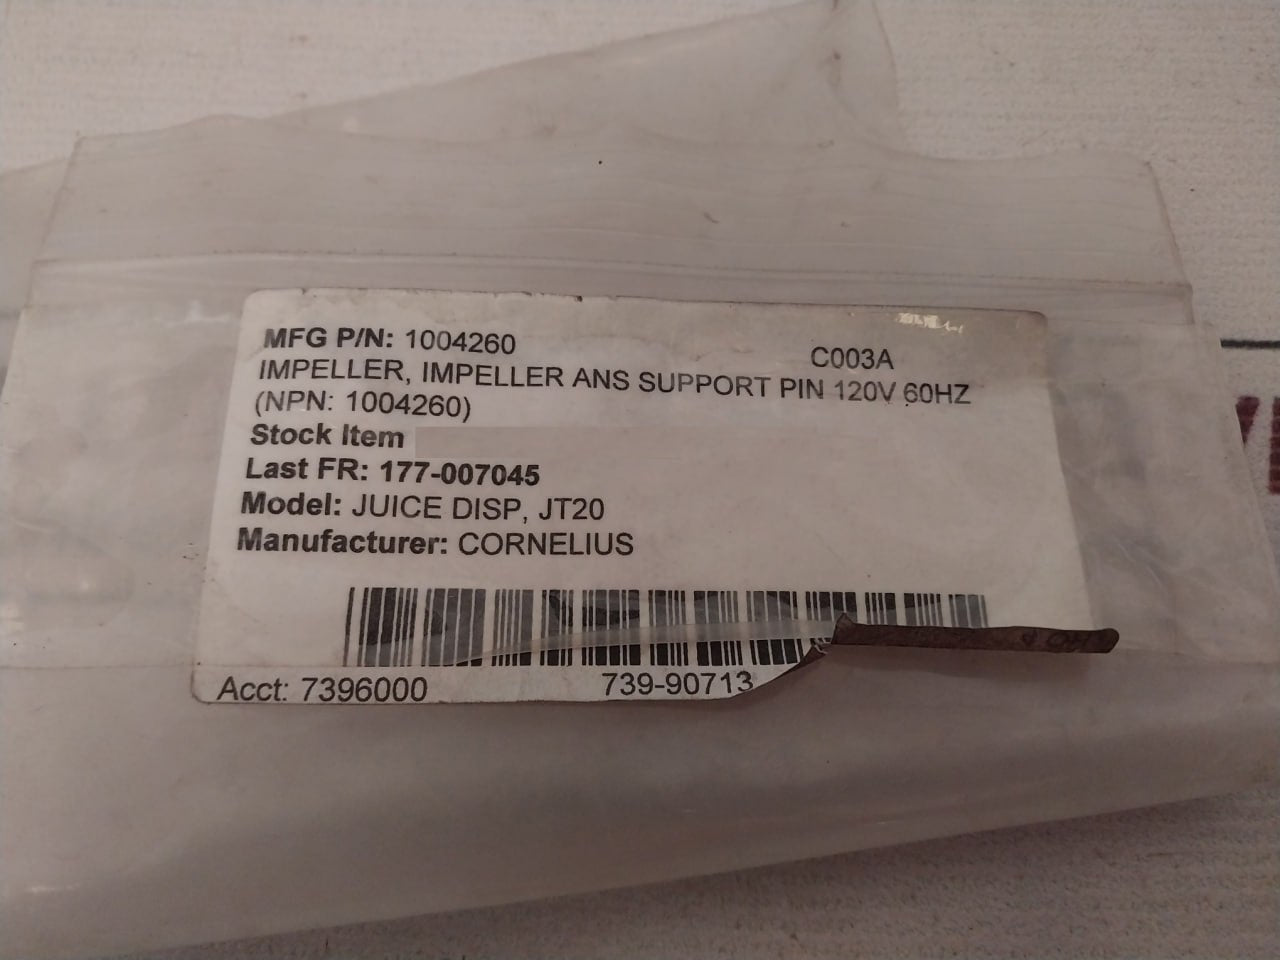 MFG P/N: 1004260
C003A
IMPELLER, IMPELLER ANS SUPPORT PIN 120V 60HZ
(NPN: 1004260)
Stock Item
Last FR: 177-007045
Model: JUICE DISP, JT20
Manufacturer: CORNELIUS
Acct: 7396000
739-90713